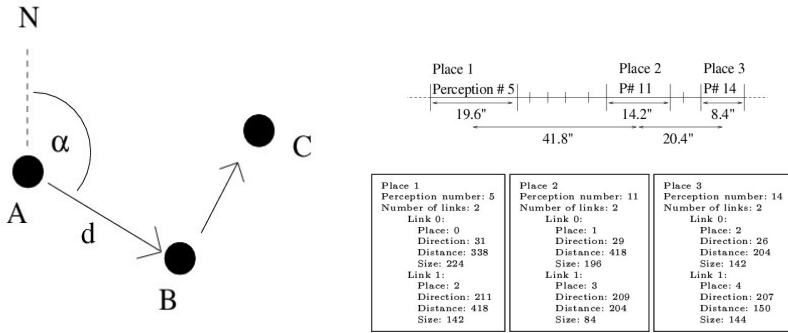 N
α
A
C
d
B
Place 1 Place 2 Place 3
Perception # 5 P# 11 P# 14
19.6" 14.2" 8.4"
41.8" 20.4"
Place 1
Perception number: 5
Number of links: 2
Link 0:
Place: 0
Direction: 31
Distance: 338
Size: 224
Link 1:
Place: 2
Direction: 211
Distance: 418
Size: 142
Place 2
Perception number: 11
Number of links: 2
Link 0:
Place: 1
Direction: 29
Distance: 418
Size: 196
Link 1:
Place: 3
Direction: 209
Distance: 204
Size: 84
Place 3
Perception number: 14
Number of links: 2
Link 0:
Place: 2
Direction: 26
Distance: 204
Size: 142
Link 1:
Place: 4
Direction: 207
Distance: 150
Size: 144